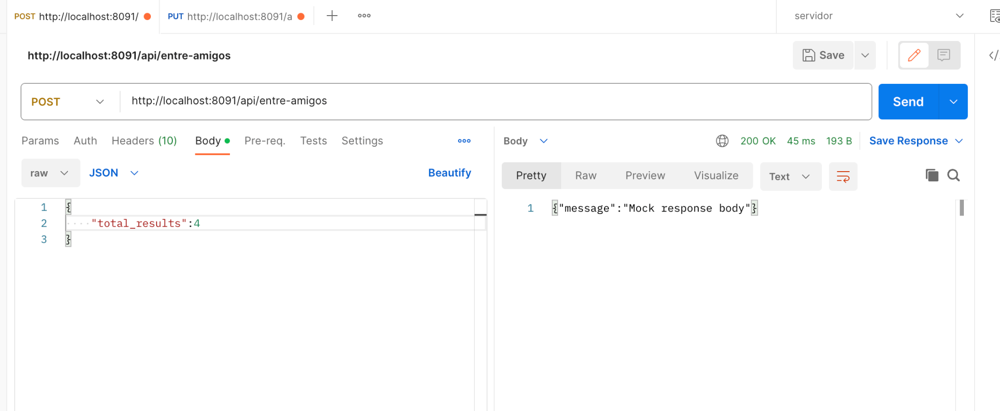 POST http://localhost:8091/ PUT http://localhost:8091/a servidor
http://localhost:8091/api/entre-amigos Save
POST http://localhost:8091/api/entre-amigos Send
Params Auth Headers (10) Body Pre-req. Tests Settings
raw JSON Beautify
1 {
2 "total_results":4
3 }
Body 200 OK 45 ms 193 B Save Response
Pretty Raw Preview Visualize Text
1 {"message":"Mock response body"}